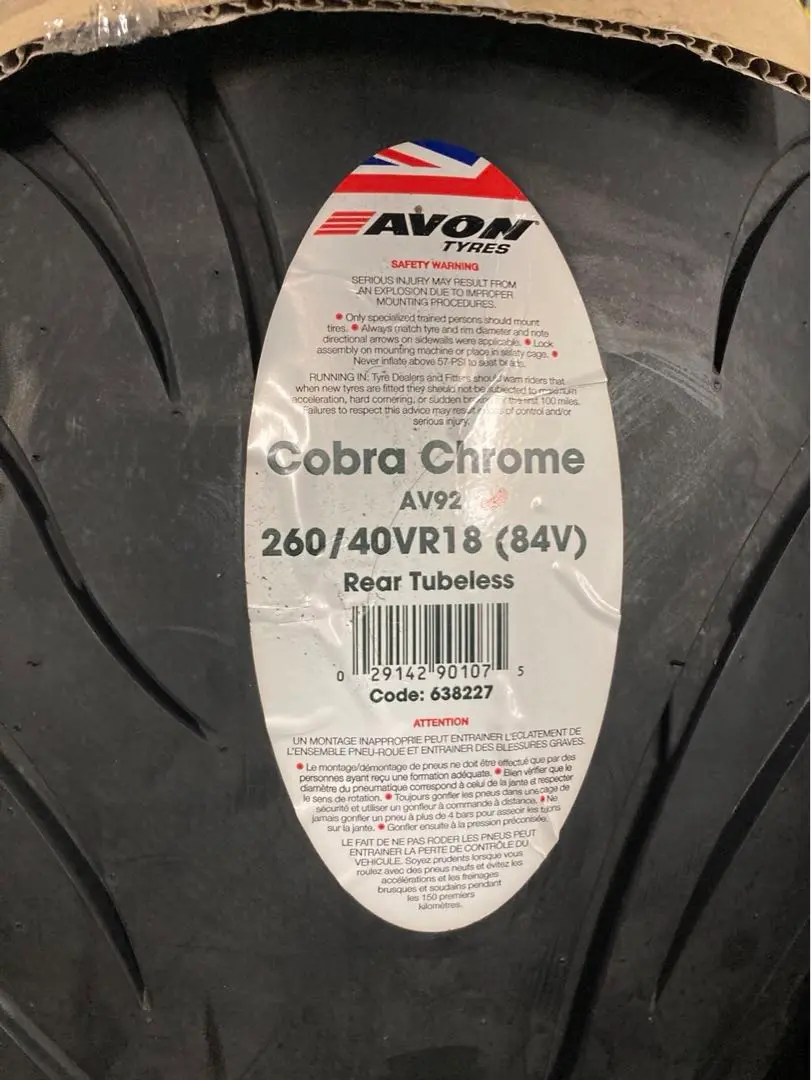 AVON
TYRES
SAFETY WARNING
SERIOUS INJURY MAY RESULT FROM
AN EXPLOSION DUE TO IMPROPER
MOUNTING PROCEDURES.
Only specialized trained persons should mount
tires. Always match tyre and rim diameter and note
directional arrows on sidewalls were applicable. Lock
assembly on mounting machine or place in safety cage.
Never inflate above 57 PSI to seat
RUNNING IN: Tyre Dealers and Fitters should warn riders that
when new tyres are fitted they should not be subjected to maximum
acceleration, hard cornering, or sudden the first 100 miles.
Failures to respect this advice may result of control and/or
serious injury.
Cobra Chrome
AV92
260/40VR18 (84V)
Rear Tubeless
0 29142 90107 5
Code: 638227
ATTENTION
UN MONTAGE INAPPROPRIE PEUT ENTRAINER L'ECLATEMENT DE
L'ENSEMBLE PNEU-ROUE ET ENTRAINER DES BLESSURES GRAVES.
Le montage/démontage de pneus ne doit être effectué que par des
personnes ayant reçu une formation adéquate. Bien vérifier que le
diamètre du pneumatique correspond à celui de la jante et respecter
le sens de rotation. Toujours gonfler les pneus dans une cage de
sécurité et utiliser un gonfleur à commande à distance. Ne
jamais gonfler un pneu à plus de 4 bars pour asseoir les talons
sur la jante. Gonfler ensuite à la pression préconisée.
LE FAIT DE NE PAS RODER LES PNEUS PEUT
ENTRAINER LA PERTE DE CONTRÔLE DU
VEHICULE. Soyez prudents lorsque vous
roulez avec des pneus neufs et évitez les
accélérations et les freinages
brusques et soudains pendant
les 150 premiers
kilomètres.